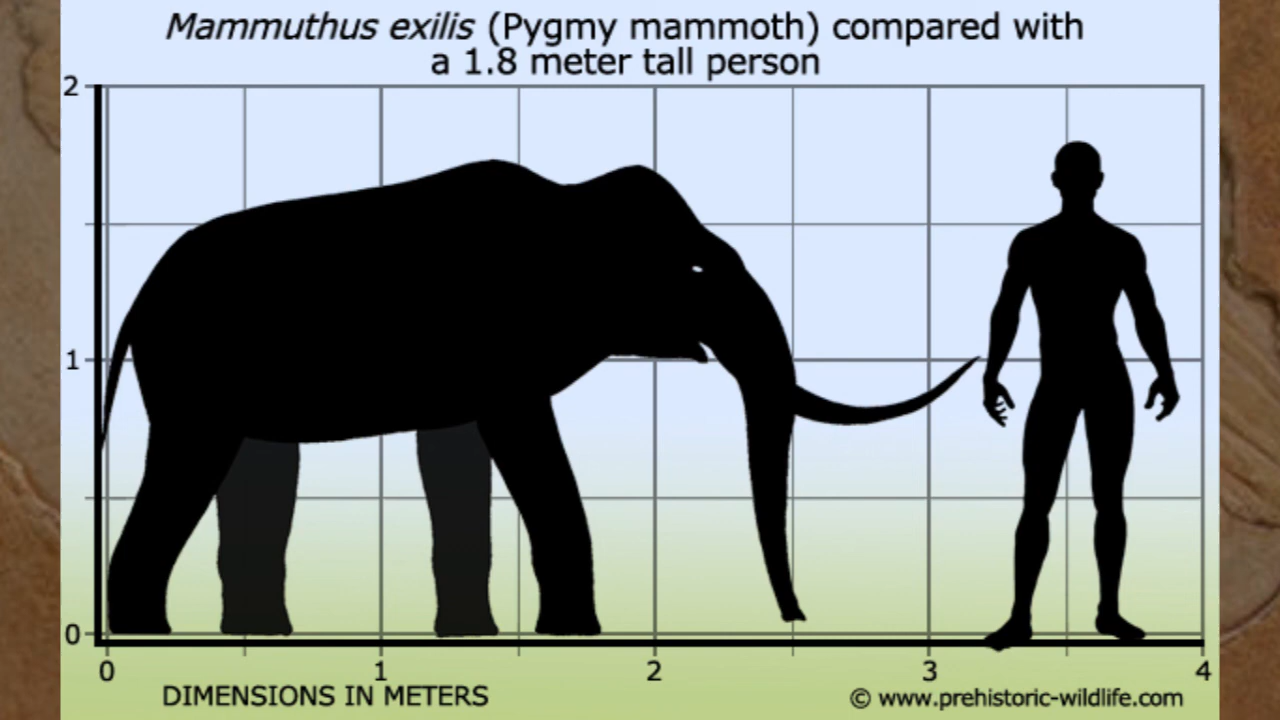 Mammuthus exilis (Pygmy mammoth) compared with
a 1.8 meter tall person
2
1
0
0 1 2 3 4
DIMENSIONS IN METERS
© www.prehistoric-wildlife.com